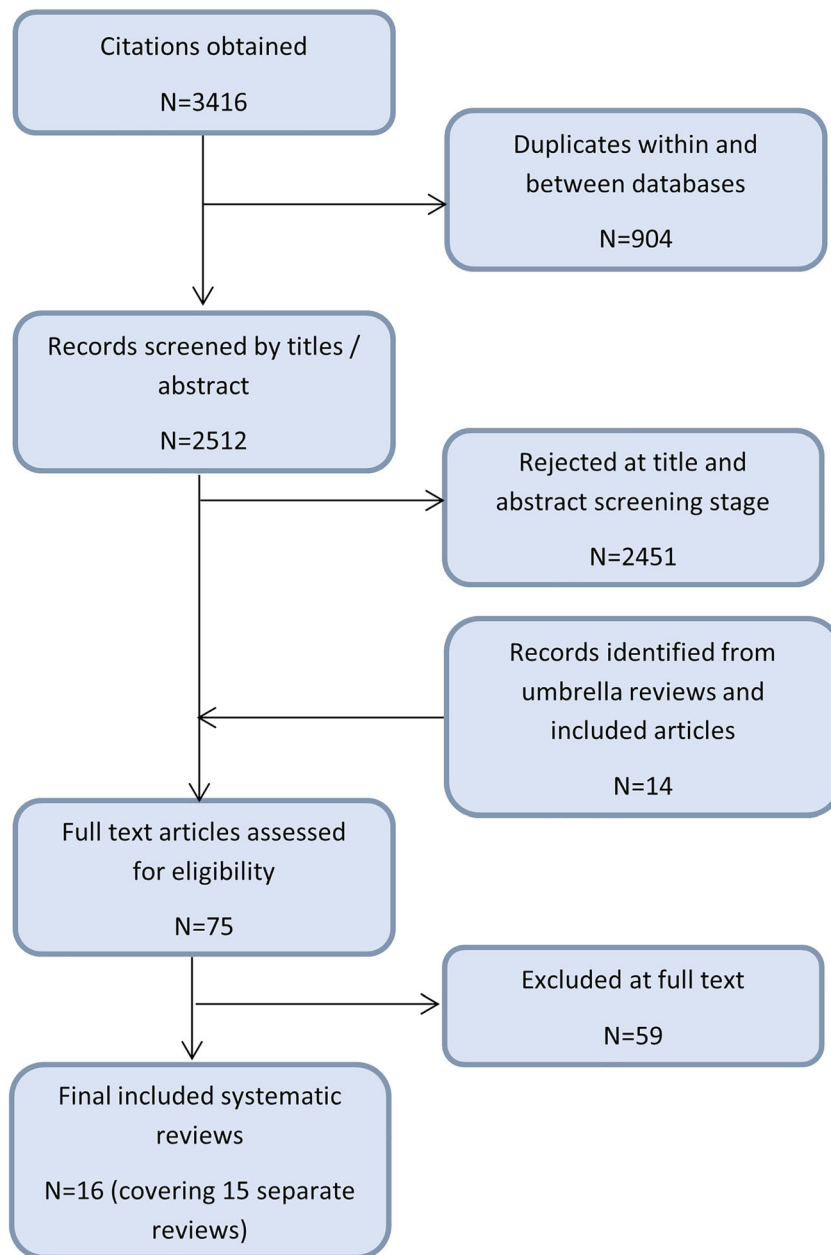 Citations obtained
N=3416
Duplicates within and
between databases
N=904
Records screened by titles /
abstract
N=2512
Rejected at title and
abstract screening stage
N=2451
Records identified from
umbrella reviews and
included articles
N=14
Full text articles assessed
for eligibility
N=75
Excluded at full text
N=59
Final included systematic
reviews
N=16 (covering 15 separate
reviews)